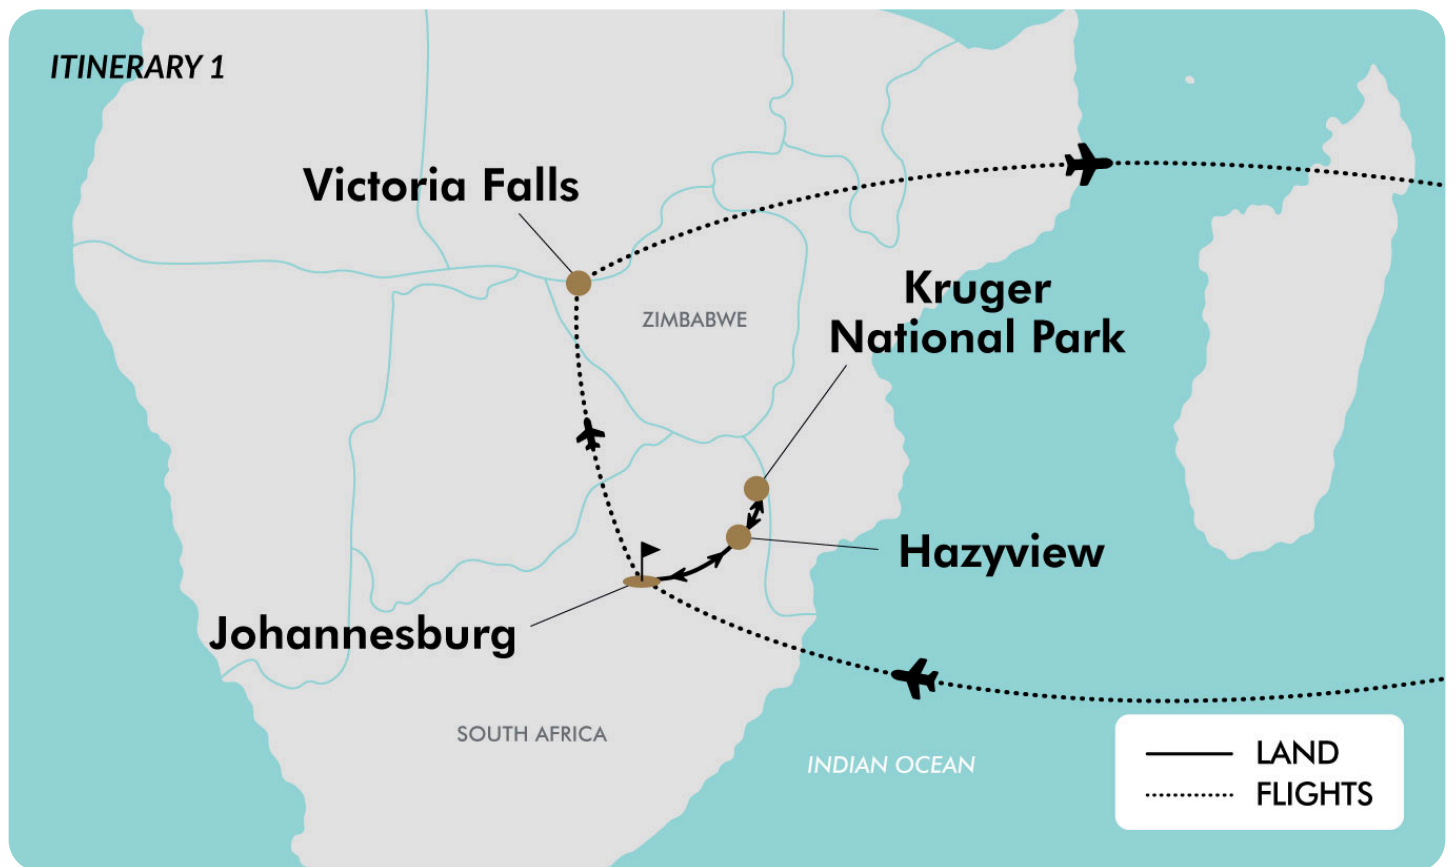 ITINERARY 1
Victoria Falls
Kruger
National Park
ZIMBABWE
Hazyview
Johannesburg
SOUTH AFRICA
INDIAN OCEAN
LAND
FLIGHTS